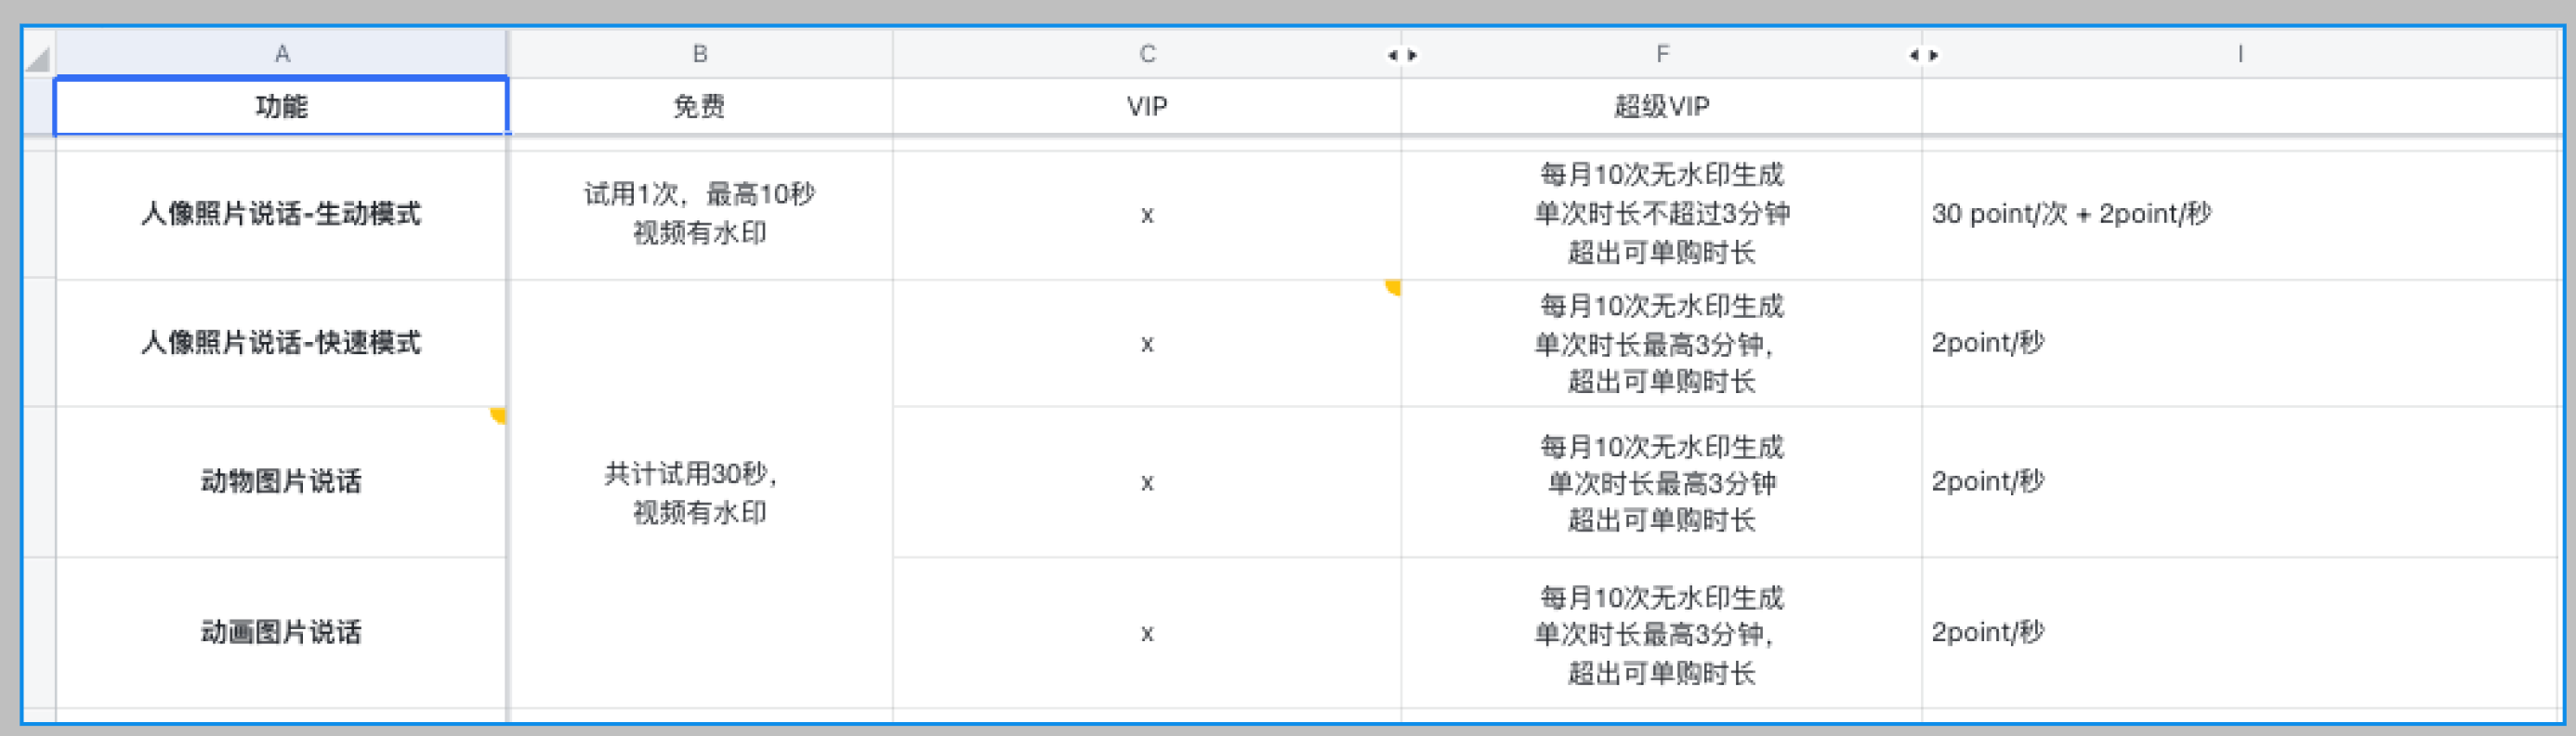 A B C F I
功能 免费 VIP 超级VIP
人像照片说话-生动模式
试用1次，最高10秒
视频有水印
x
每月10次无水印生成
单次时长不超过3分钟
超出可单购时长
30 point/次 + 2point/秒
人像照片说话-快速模式
x
每月10次无水印生成
单次时长最高3分钟，
超出可单购时长
2point/秒
动物图片说话
共计试用30秒，
视频有水印
x
每月10次无水印生成
单次时长最高3分钟
超出可单购时长
2point/秒
动画图片说话
x
每月10次无水印生成
单次时长最高3分钟，
超出可单购时长
2point/秒